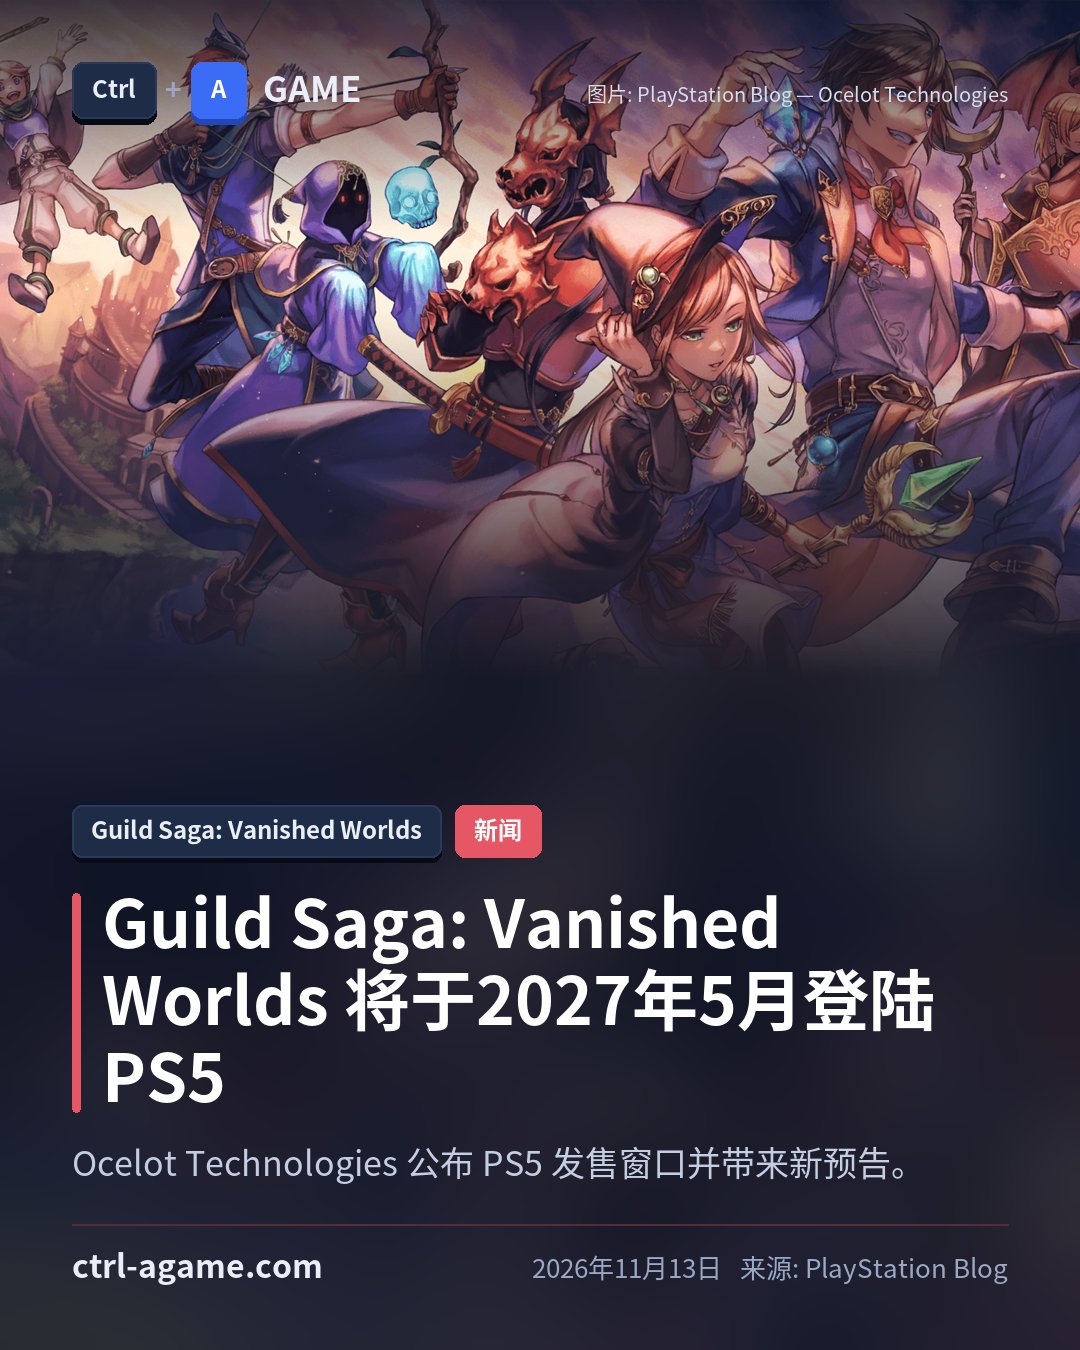 Ctrl + A GAME
图片: PlayStation Blog — Ocelot Technologies
Guild Saga: Vanished Worlds
新闻
Guild Saga: Vanished
Worlds 将于2027年5月登陆
PS5
Ocelot Technologies 公布 PS5 发售窗口并带来新预告。
ctrl-agame.com
2026年11月13日 来源: PlayStation Blog